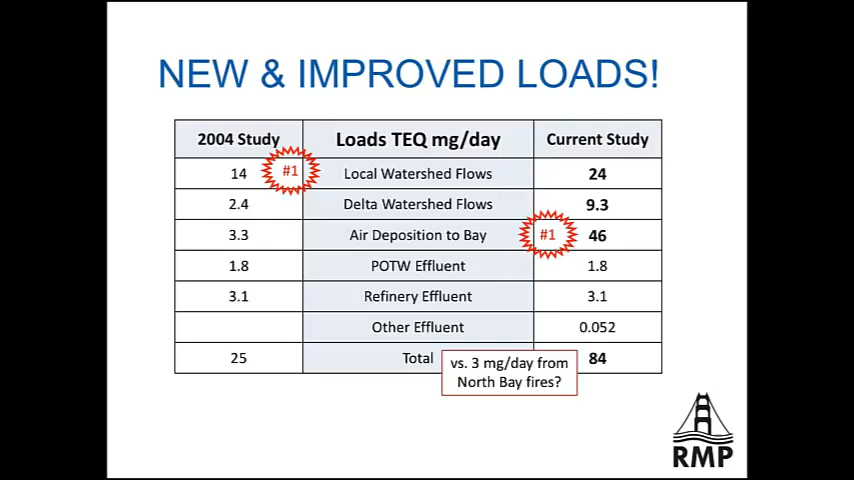 NEW & IMPROVED LOADS!
2004 Study Loads TEQ mg/day Current Study
14 #1 Local Watershed Flows 24
2.4 Delta Watershed Flows 9.3
3.3 Air Deposition to Bay #1 46
1.8 POTW Effluent 1.8
3.1 Refinery Effluent 3.1
Other Effluent 0.052
25 Total 84
vs. 3 mg/day from
North Bay fires?
RMP